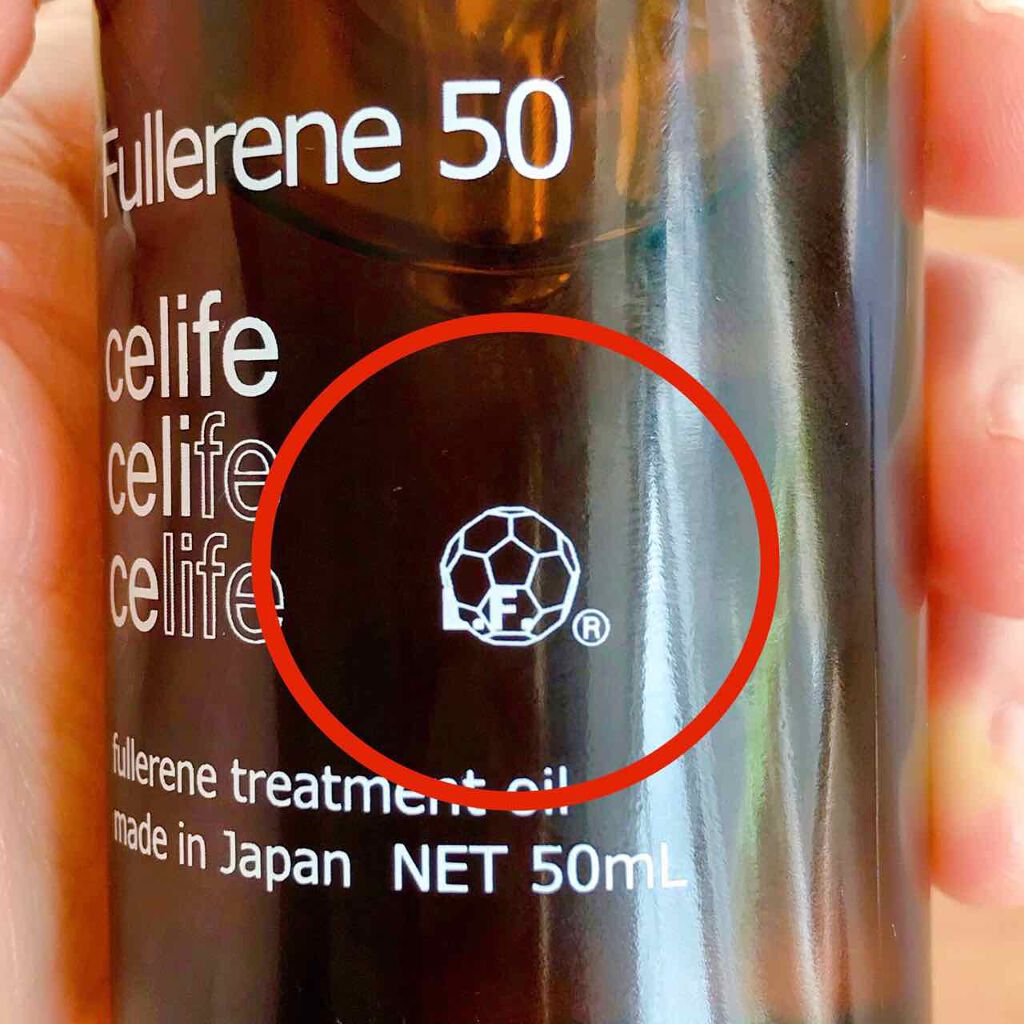 Fullerene 50
celife
celife
celife
L.F.®
fullerene treatment oil
made in Japan NET 50mL